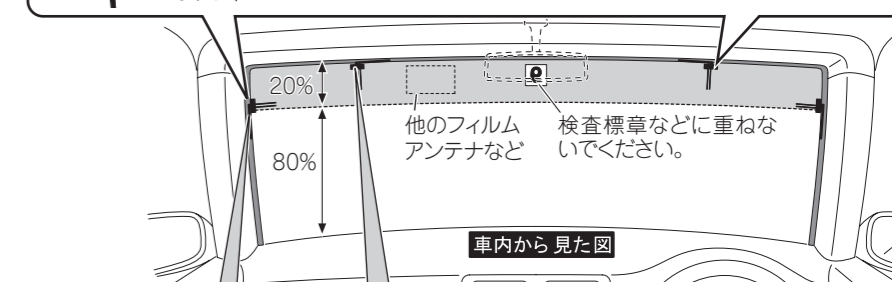 20%
80%
他のフィルム
アンテナなど
検査標章などに重ねな
いでください。
車内から見た図